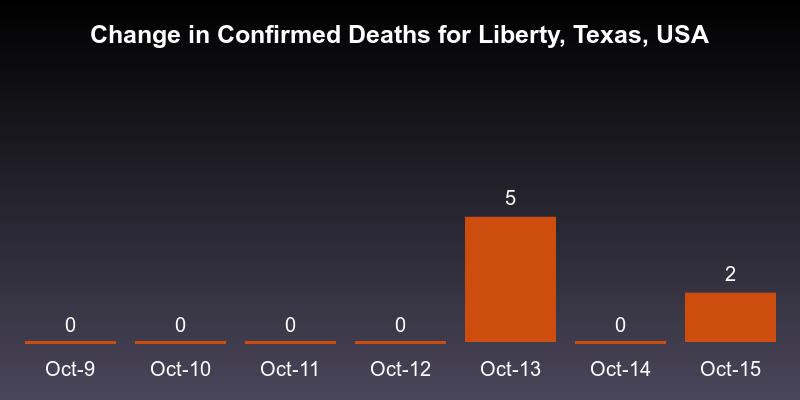 Change in Confirmed Deaths for Liberty, Texas, USA
5
2
0 0 0 0 0
Oct-9 Oct-10 Oct-11 Oct-12 Oct-13 Oct-14 Oct-15